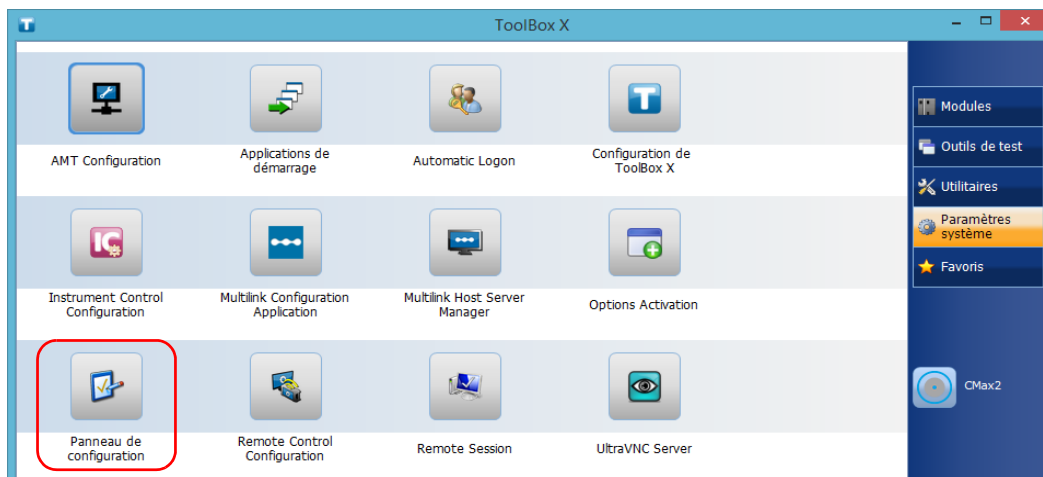 ToolBox X
AMT Configuration
Applications de
démarrage
Automatic Logon
Configuration de
ToolBox X
Instrument Control
Configuration
Multilink Configuration
Application
Multilink Host Server
Manager
Options Activation
Panneau de
configuration
Remote Control
Configuration
Remote Session
UltraVNC Server
Modules
Outils de test
Utilitaires
Paramètres
système
Favoris
CMax2